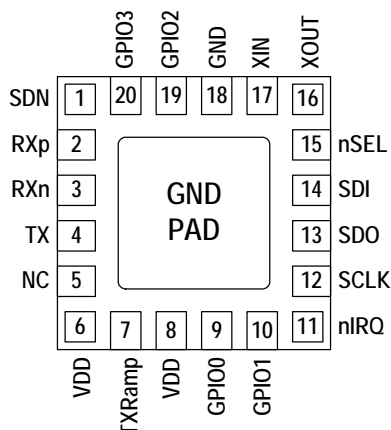 GPIO3
GPIO2
GND
XIN
XOUT
20
19
18
17
16
SDN 1
RXp 2
RXn 3
TX 4
NC 5
6
GND
PAD
15 nSEL
14 SDI
13 SDO
12 SCLK
11 nIRQ
7
8
9
10
VDD
TXRamp
VDD
GPIO0
GPIO1